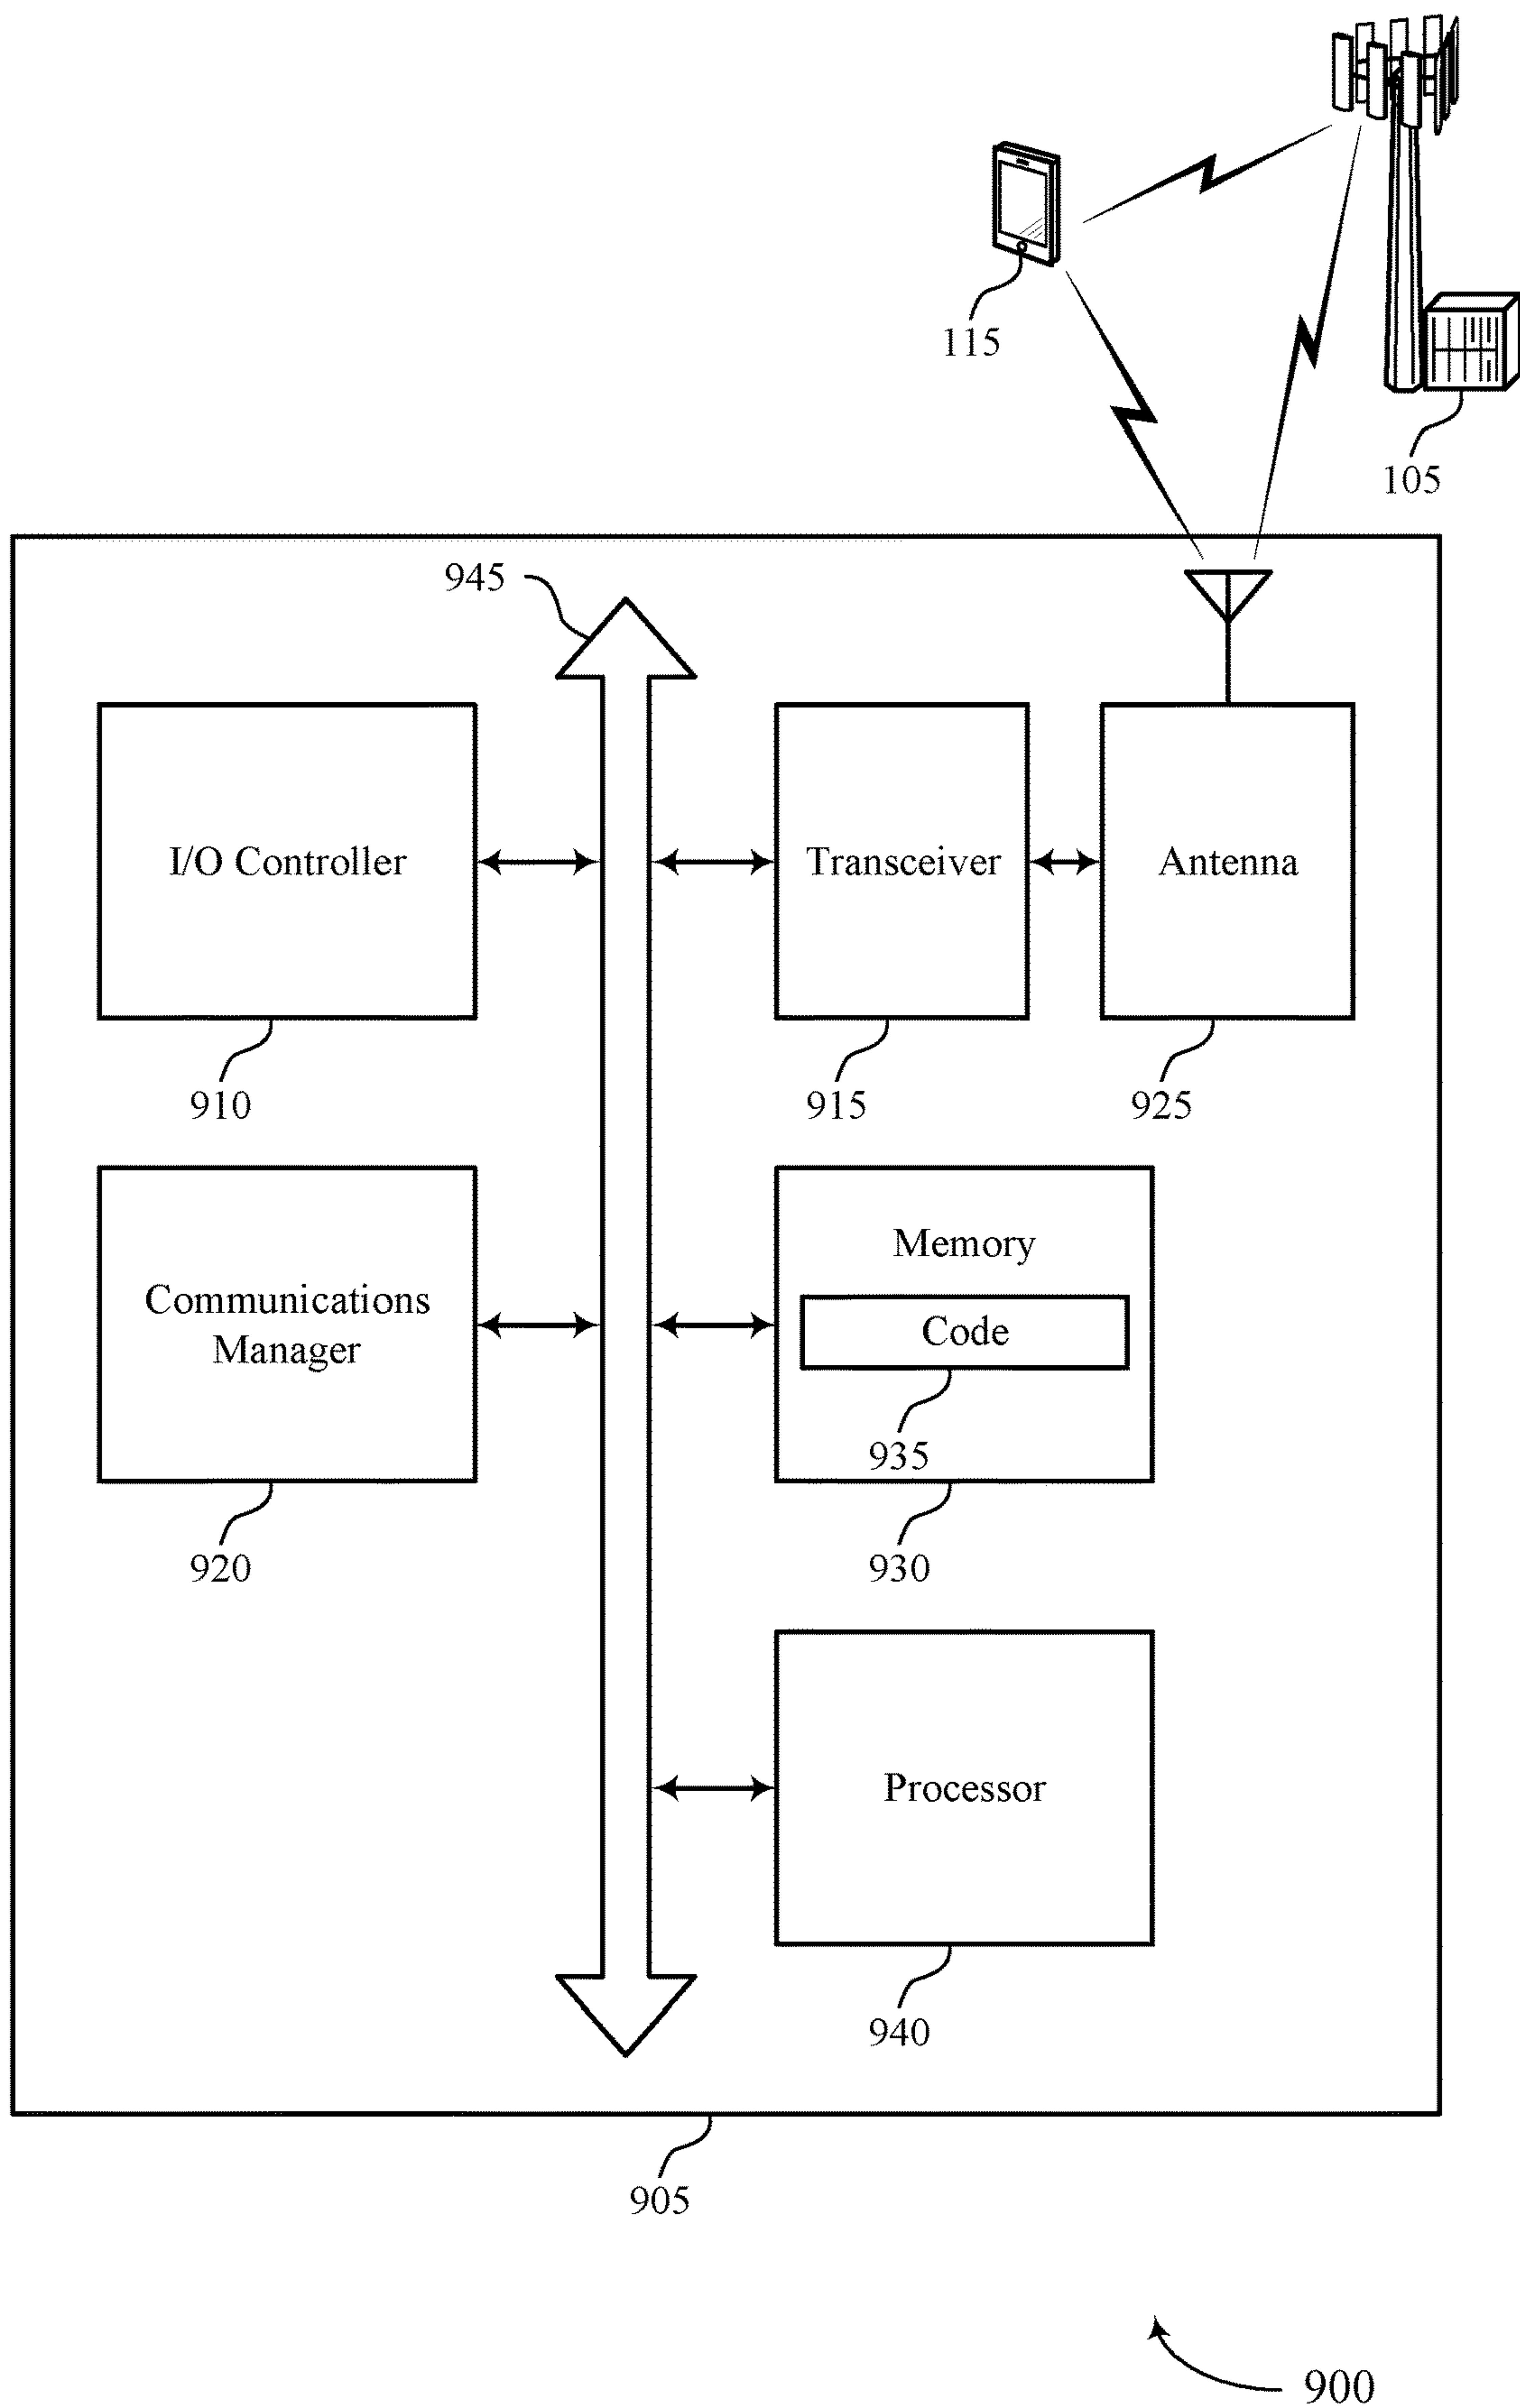 115
105
945
I/O Controller
Transceiver
Antenna
910
915
925
Communications
Manager
Memory
Code
935
920
930
Processor
940
905
900